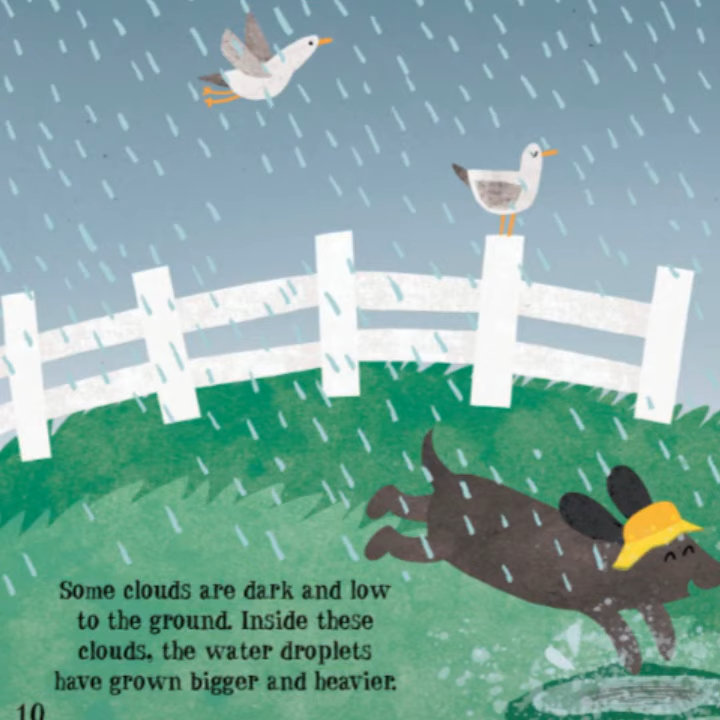 Some clouds are dark and low
to the ground. Inside these
clouds, the water droplets
have grown bigger and heavier.
10